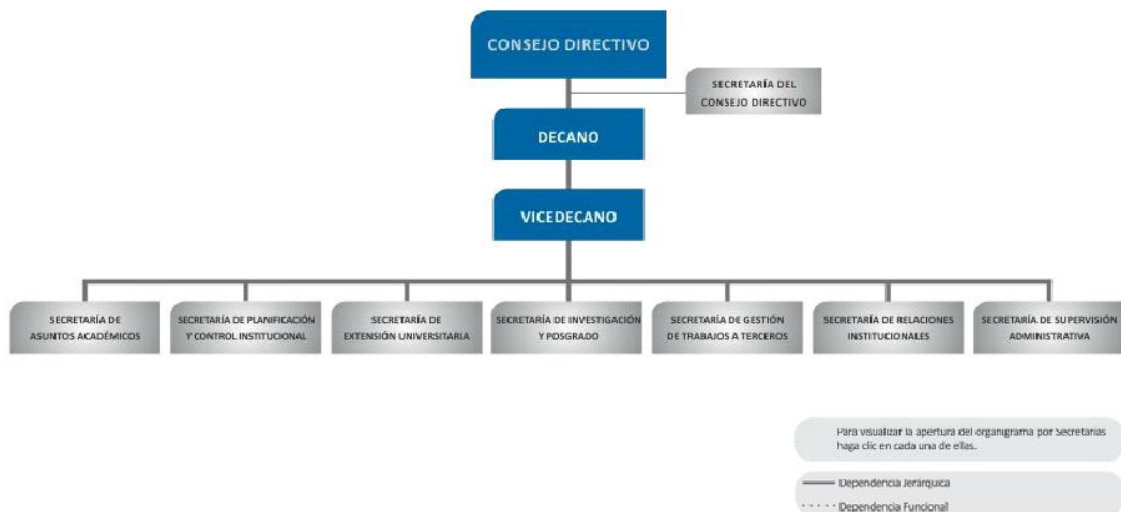 CONSEJO DIRECTIVO
SECRETARÍA DEL
CONSEJO DIRECTIVO
DECANO
VICEDECANO
SECRETARÍA DE
ASUNTOS ACADÉMICOS
SECRETARÍA DE PLANIFICACIÓN
Y CONTROL INSTITUCIONAL
SECRETARÍA DE
EXTENSIÓN UNIVERSITARIA
SECRETARÍA DE INVESTIGACIÓN
Y POSGRADO
SECRETARÍA DE GESTIÓN
DE TRABAJOS A TERCEROS
SECRETARÍA DE RELACIONES
INSTITUCIONALES
SECRETARÍA DE SUPERVISIÓN
ADMINISTRATIVA
Para visualizar la apertura del organigrama por Secretarías
haga clic en cada una de ellas.
Dependencia Jerárquica
Dependencia Funcional